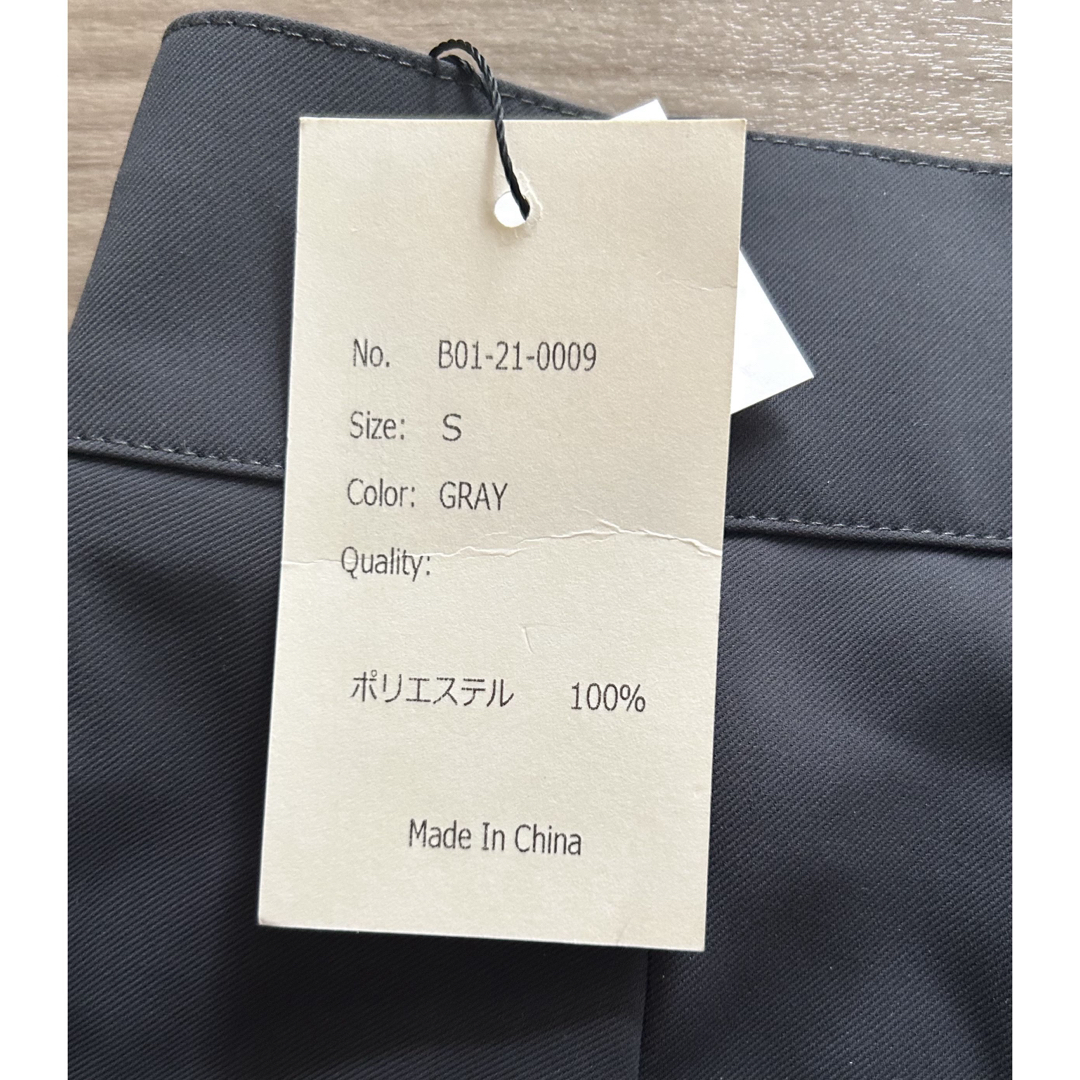 No. B01-21-0009
Size: S
Color: GRAY
Quality:
ポリエステル 100%
Made In China